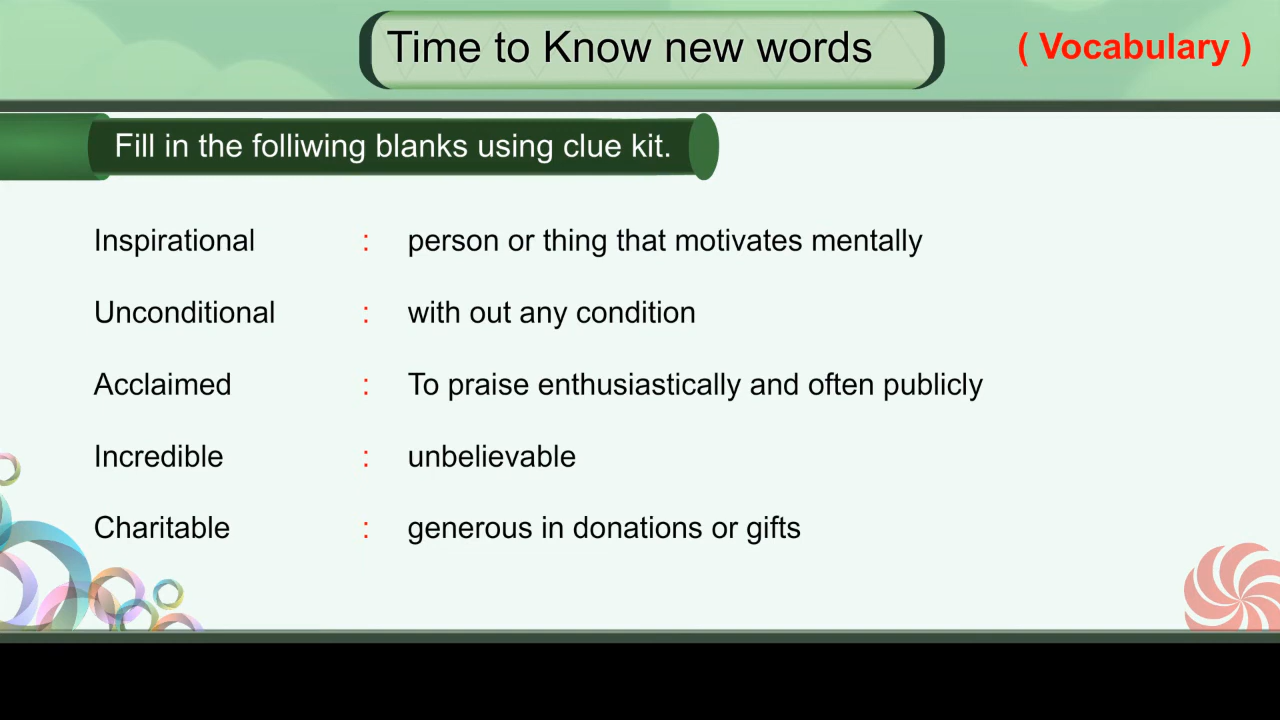 Time to Know new words
( Vocabulary )
Fill in the folliwing blanks using clue kit.
Inspirational : person or thing that motivates mentally
Unconditional : with out any condition
Acclaimed : To praise enthusiastically and often publicly
Incredible : unbelievable
Charitable : generous in donations or gifts